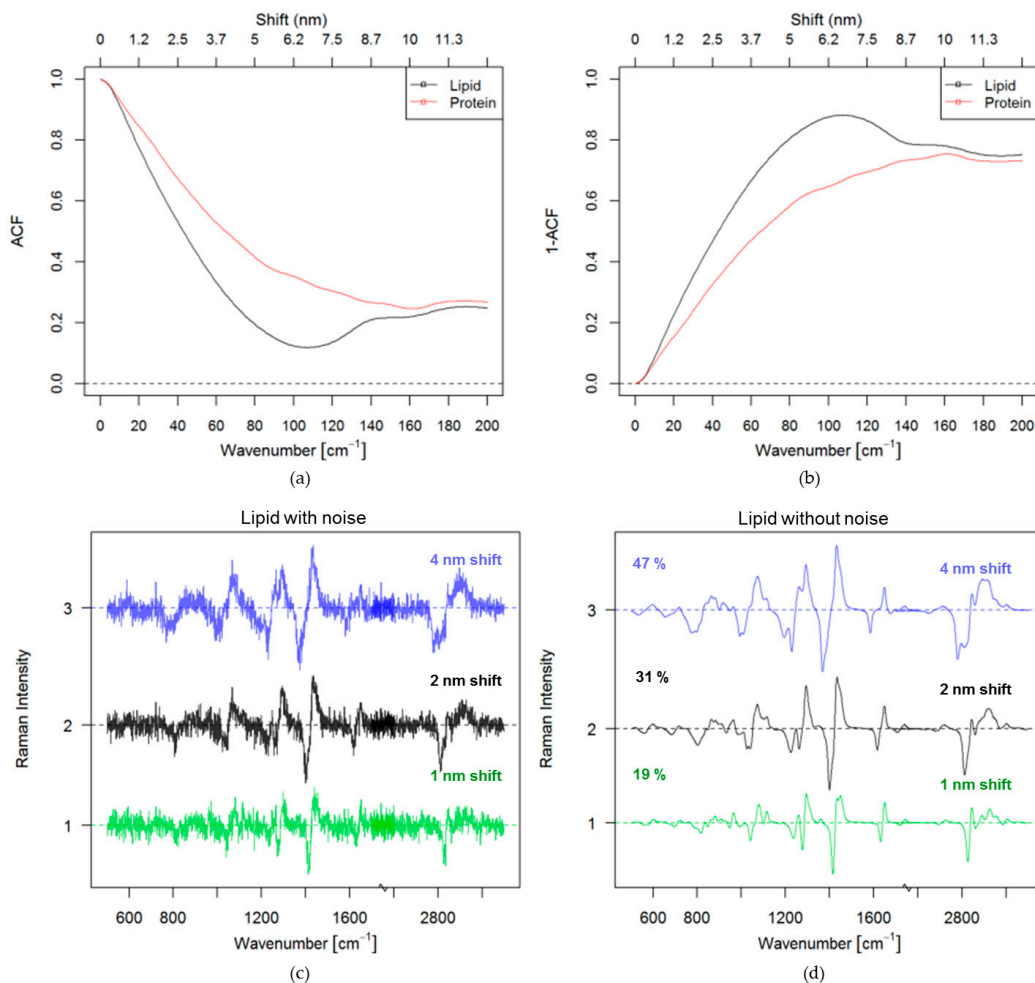 Shift (nm)
0 1.2 2.5 3.7 5 6.2 7.5 8.7 10 11.3
ACF
1.0
0.8
0.6
0.4
0.2
0.0
Lipid
Protein
0 20 40 60 80 100 120 140 160 180 200
Wavenumber [cm⁻¹]
(a)
Shift (nm)
0 1.2 2.5 3.7 5 6.2 7.5 8.7 10 11.3
1-ACF
1.0
0.8
0.6
0.4
0.2
0.0
Lipid
Protein
0 20 40 60 80 100 120 140 160 180 200
Wavenumber [cm⁻¹]
(b)
Lipid with noise
Raman Intensity
4 nm shift
3
2 nm shift
2
1 nm shift
1
600 1200 1600 2800
Wavenumber [cm⁻¹]
(c)
Lipid without noise
Raman Intensity
47 % 4 nm shift
3
31 % 2 nm shift
2
19 % 1 nm shift
1
600 1200 1600 2800
Wavenumber [cm⁻¹]
(d)